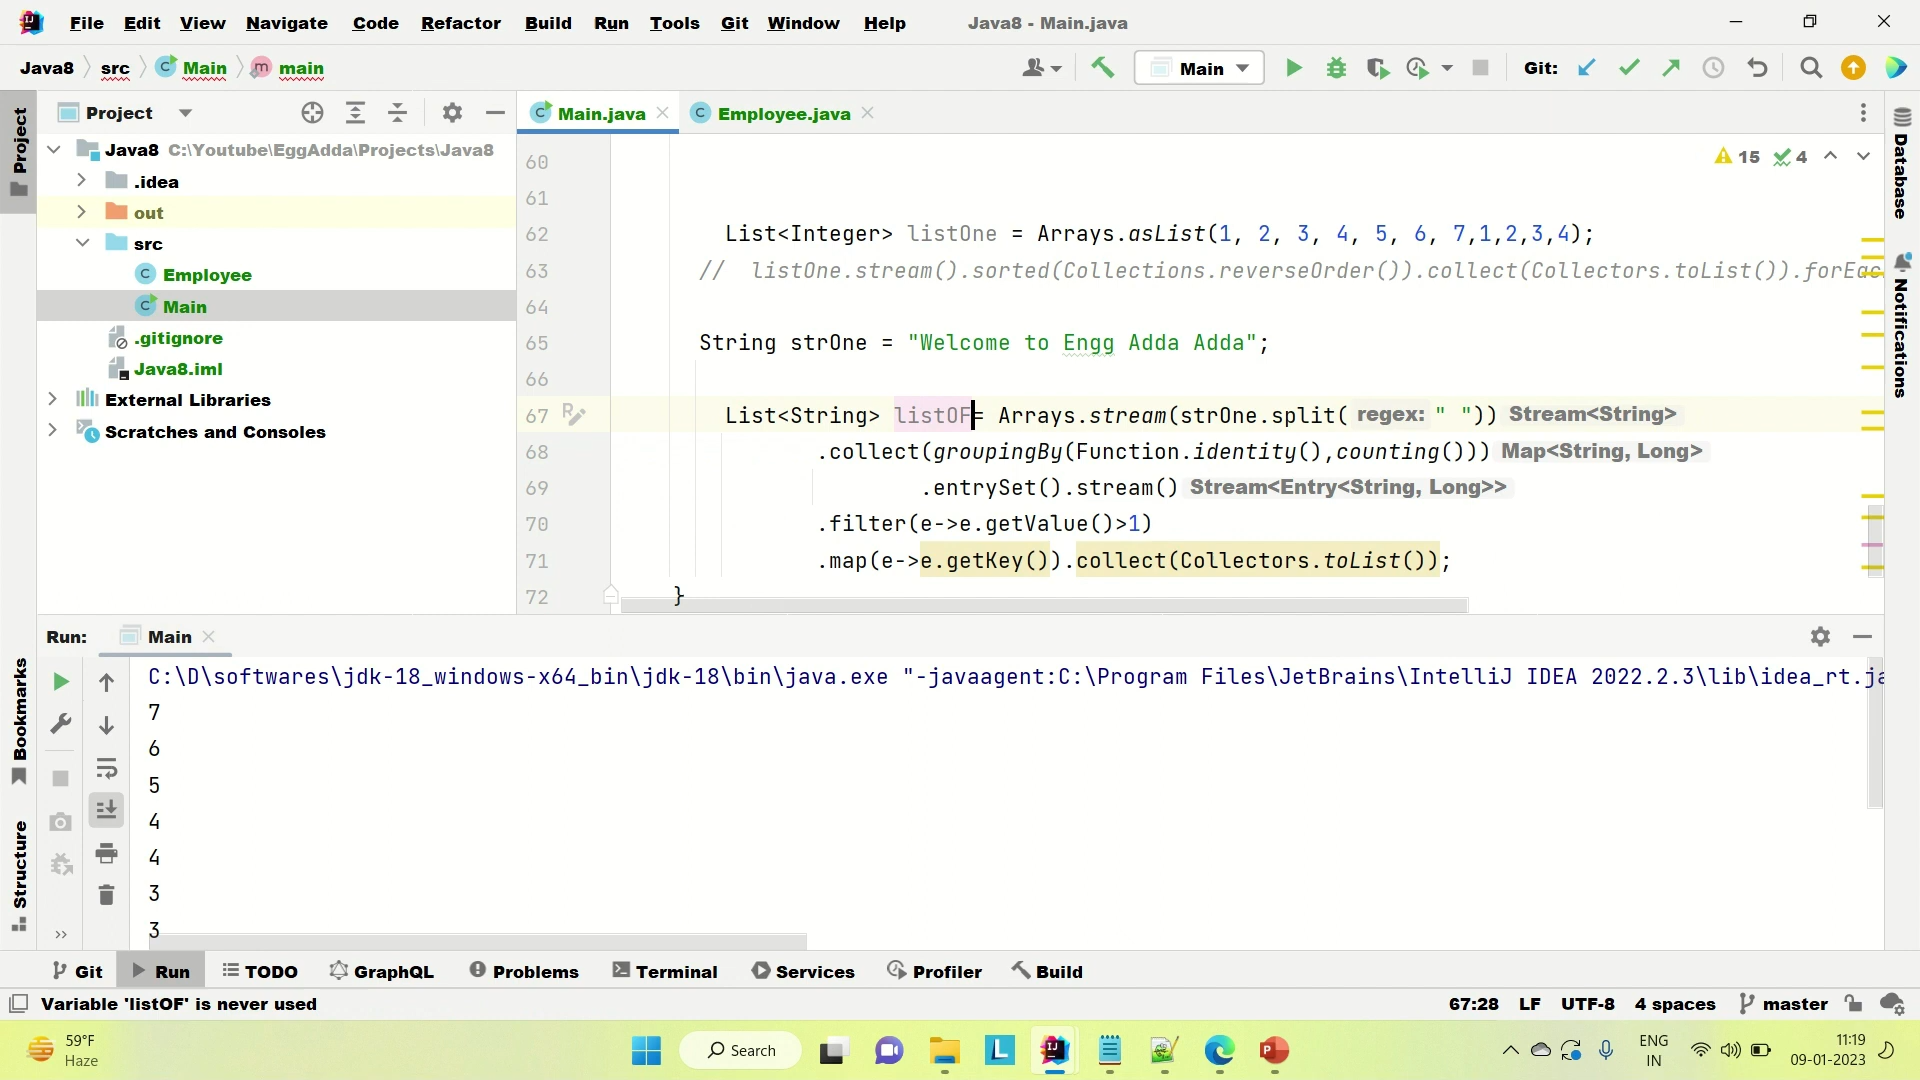 File Edit View Navigate Code Refactor Build Run Tools Git Window Help Java8 - Main.java
Java8 src Main main Main Git:
Project
Project
Main.java Employee.java
Java8 C:\Youtube\EggAdda\Projects\Java8
.idea
out
src
Employee
Main
.gitignore
Java8.iml
External Libraries
Scratches and Consoles
15 4
60
61
62 List<Integer> listOne = Arrays.asList(1, 2, 3, 4, 5, 6, 7,1,2,3,4);
63 // listOne.stream().sorted(Collections.reverseOrder()).collect(Collectors.toList()).forEac
64
65 String strOne = "Welcome to Engg Adda Adda";
66
67 List<String> listOF= Arrays.stream(strOne.split( regex: " ")) Stream<String>
68 .collect(groupingBy(Function.identity(),counting())) Map<String, Long>
69 .entrySet().stream() Stream<Entry<String, Long>>
70 .filter(e->e.getValue()>1)
71 .map(e->e.getKey()).collect(Collectors.toList());
72 }
Database
Notifications
Bookmarks
Structure
Run: Main
C:\D\softwares\jdk-18_windows-x64_bin\jdk-18\bin\java.exe "-javaagent:C:\Program Files\JetBrains\IntelliJ IDEA 2022.2.3\lib\idea_rt.ja
7
6
5
4
4
3
3
Git Run TODO GraphQL Problems Terminal Services Profiler Build
Variable 'listOF' is never used 67:28 LF UTF-8 4 spaces master
59°F
Haze
Search
ENG
IN
11:19
09-01-2023